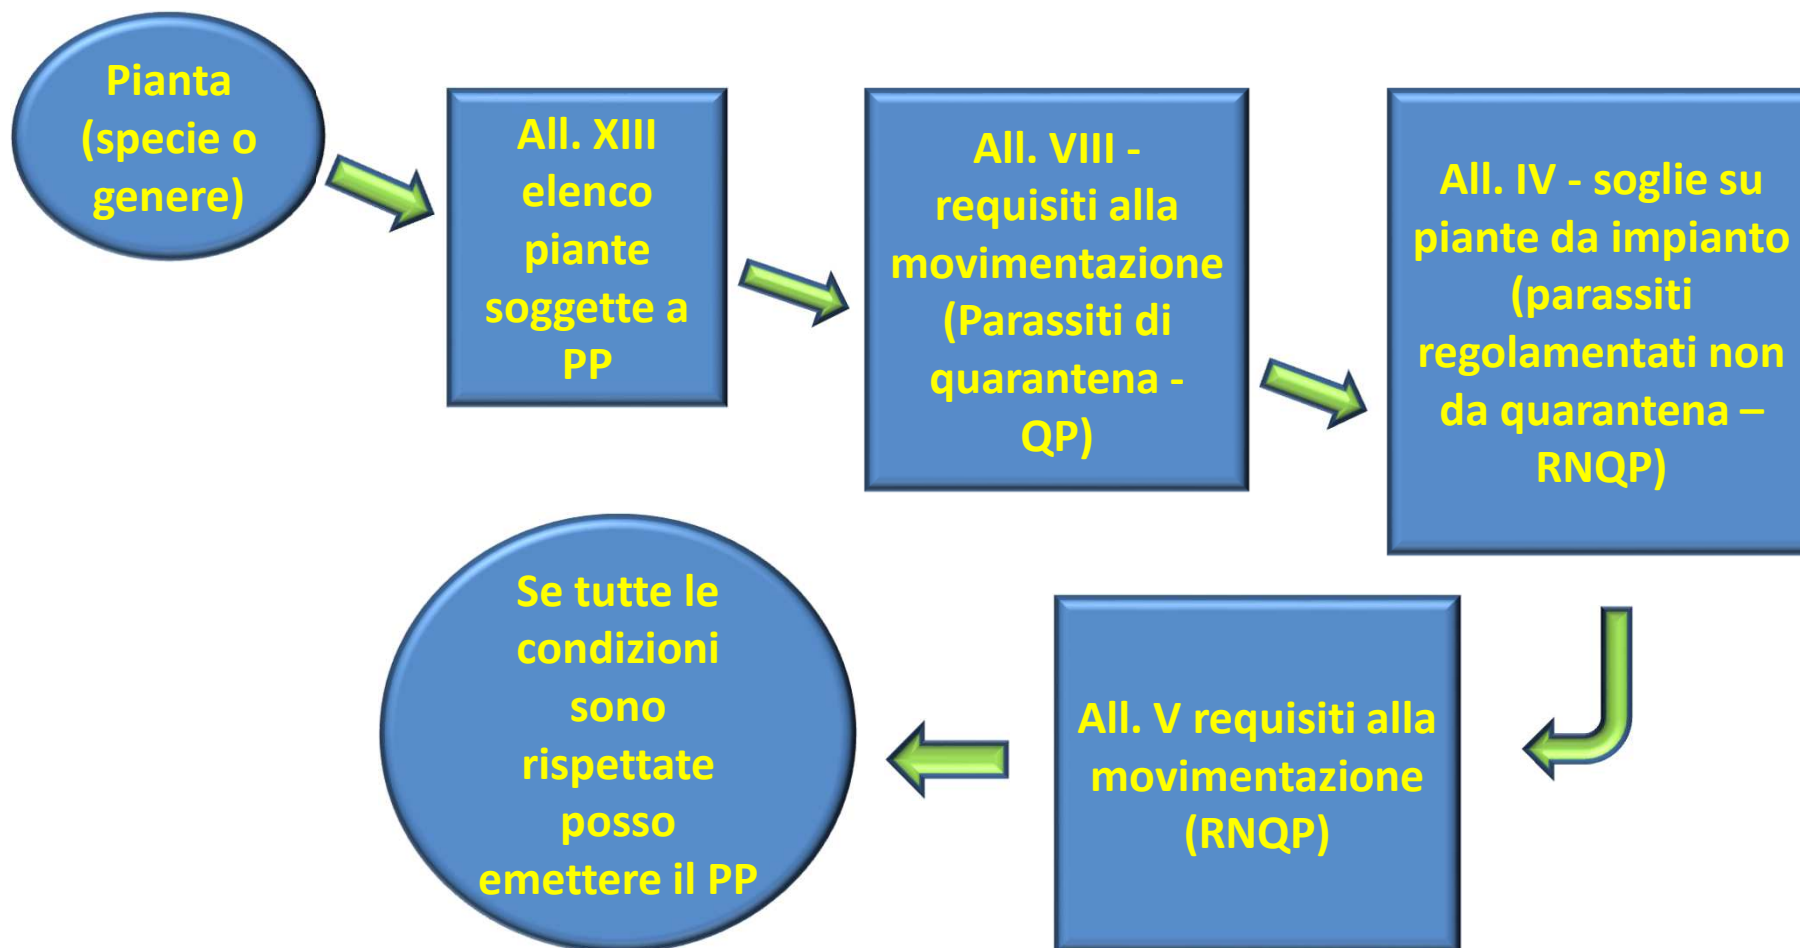 Pianta
(specie o
genere)
All. XIII
elenco
piante
soggette a
PP
All. VIII -
requisiti alla
movimentazione
(Parassiti di
quarantena -
QP)
All. IV - soglie su
piante da impianto
(parassiti
regolamentati non
da quarantena –
RNQP)
All. V requisiti alla
movimentazione
(RNQP)
Se tutte le
condizioni
sono
rispettate
posso
emettere il PP